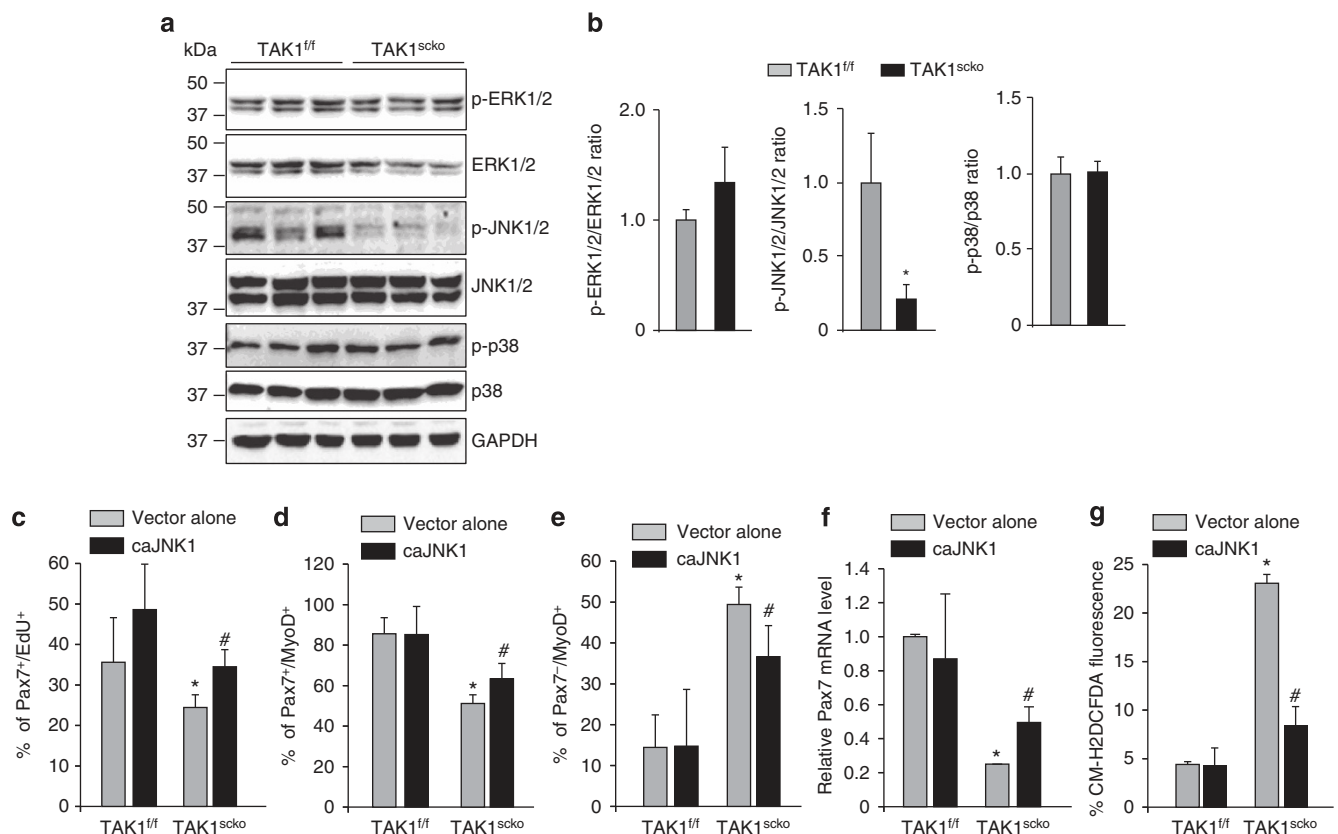 a
kDa TAK1f/f TAK1scko
50
37
p-ERK1/2
50
37
ERK1/2
50
37
p-JNK1/2
37
JNK1/2
37
p-p38
37
p38
37
GAPDH
b
TAK1f/f TAK1scko
p-ERK1/2/ERK1/2 ratio
2.0
1.0
0
p-JNK1/2/JNK1/2 ratio
1.5
1.0
0.5
0
*
p-p38/p38 ratio
1.5
1.0
0.5
0
c
Vector alone
caJNK1
% of Pax7+/EdU+
60
50
40
30
20
10
0
*
#
TAK1f/f TAK1scko
d
Vector alone
caJNK1
% of Pax7+/MyoD+
120
100
80
60
40
20
0
*
#
TAK1f/f TAK1scko
e
Vector alone
caJNK1
% of Pax7−/MyoD+
60
50
40
30
20
10
0
*
#
TAK1f/f TAK1scko
f
Vector alone
caJNK1
Relative Pax7 mRNA level
1.4
1.2
1.0
0.8
0.6
0.4
0.2
0
*
#
TAK1f/f TAK1scko
g
Vector alone
caJNK1
% CM-H2DCFDA fluorescence
25
20
15
10
5
0
*
#
TAK1f/f TAK1scko